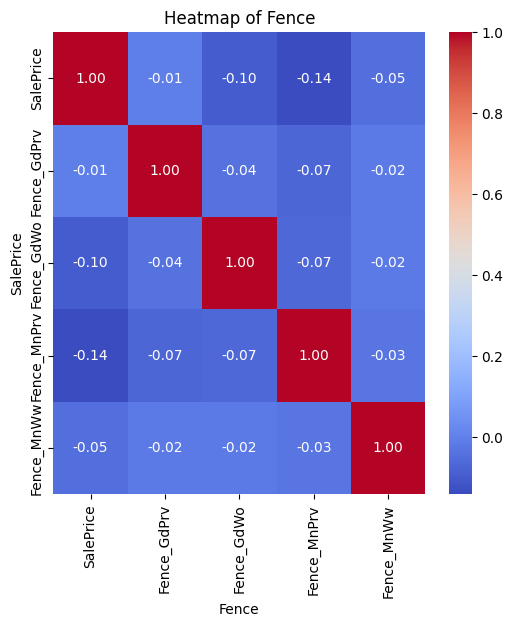 Heatmap of Fence
SalePrice
SalePrice
Fence_GdPrv
Fence_GdWo
Fence_MnPrv
Fence_MnWw
1.00 -0.01 -0.10 -0.14 -0.05
-0.01 1.00 -0.04 -0.07 -0.02
-0.10 -0.04 1.00 -0.07 -0.02
-0.14 -0.07 -0.07 1.00 -0.03
-0.05 -0.02 -0.02 -0.03 1.00
SalePrice
Fence_GdPrv
Fence_GdWo
Fence_MnPrv
Fence_MnWw
Fence
1.0
0.8
0.6
0.4
0.2
0.0